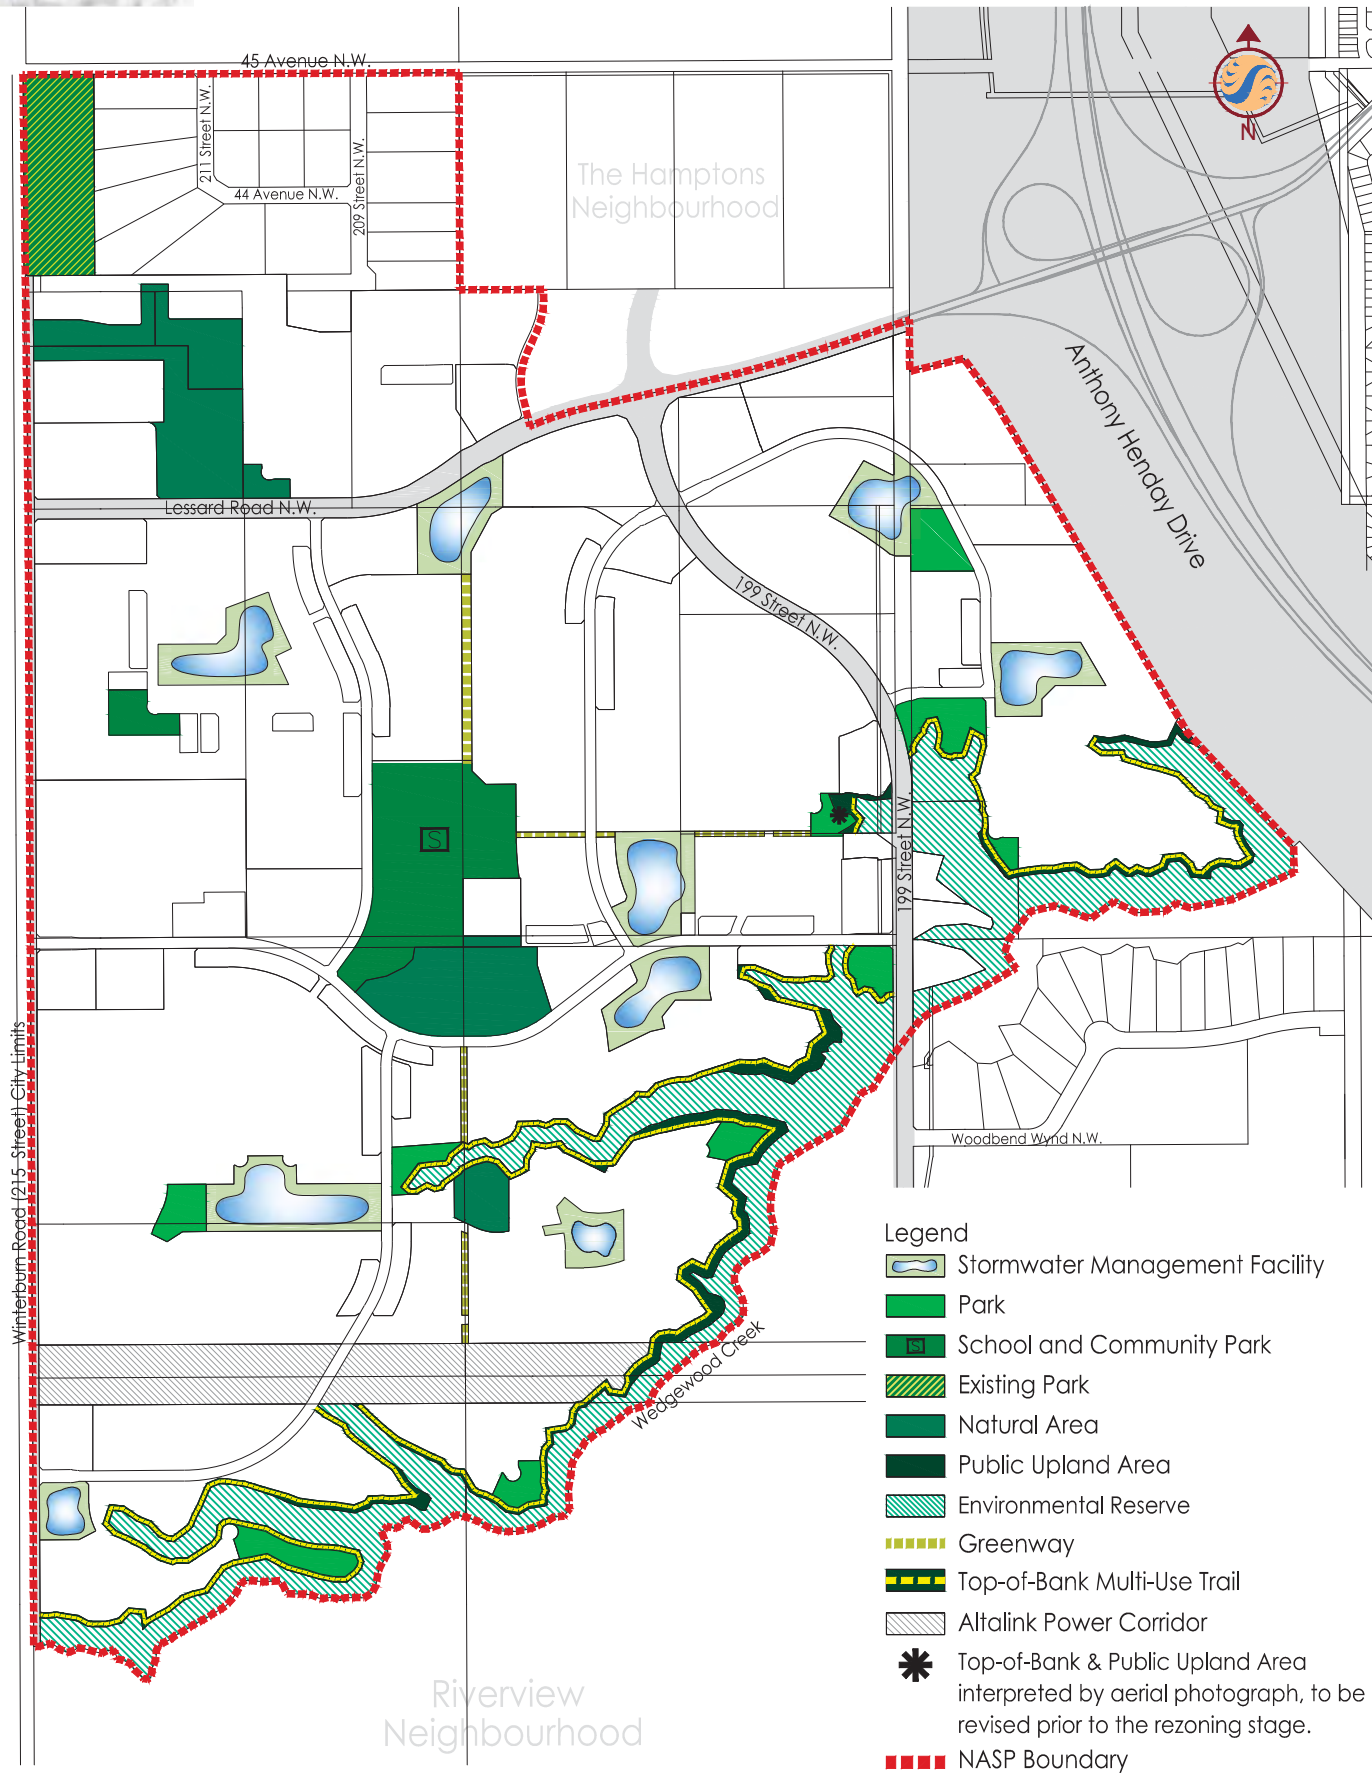 45 Avenue N.W.
211 Street N.W.
209 Street N.W.
44 Avenue N.W.
The Hamptons
Neighbourhood
N
Anthony Henday Drive
Lessard Road N.W.
199 Street N.W.
S
199 Street N.W.
Winterburn Road (215 Street) City Limits
Woodbend Wynd N.W.
Wedgewood Creek
Riverview
Neighbourhood
Legend
Stormwater Management Facility
Park
S
School and Community Park
Existing Park
Natural Area
Public Upland Area
Environmental Reserve
Greenway
Top-of-Bank Multi-Use Trail
Altalink Power Corridor
Top-of-Bank & Public Upland Area
interpreted by aerial photograph, to be
revised prior to the rezoning stage.
NASP Boundary